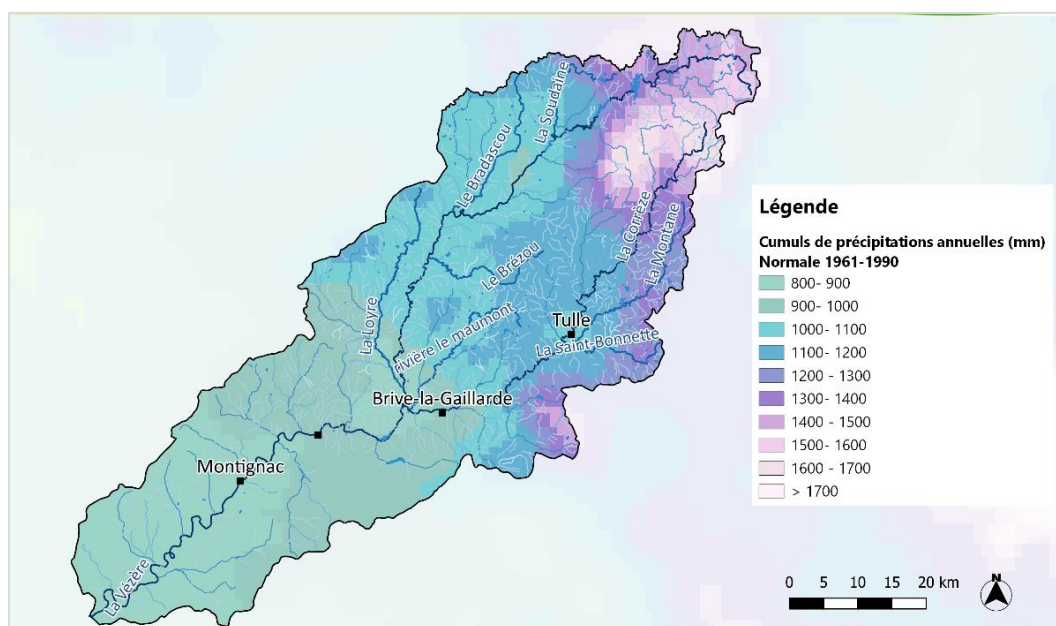 La Soudaine
Le Bradascou
La Corrèze
La Montane
Le Brézou
La Loyre
rivière le maumont
Tulle
La Saint-Bonnette
Brive-la-Gaillarde
Montignac
La Vézère
Légende
Cumuls de précipitations annuelles (mm)
Normale 1961-1990
800- 900
900- 1000
1000- 1100
1100- 1200
1200 - 1300
1300 - 1400
1400 - 1500
1500- 1600
1600 - 1700
> 1700
0 5 10 15 20 km
N